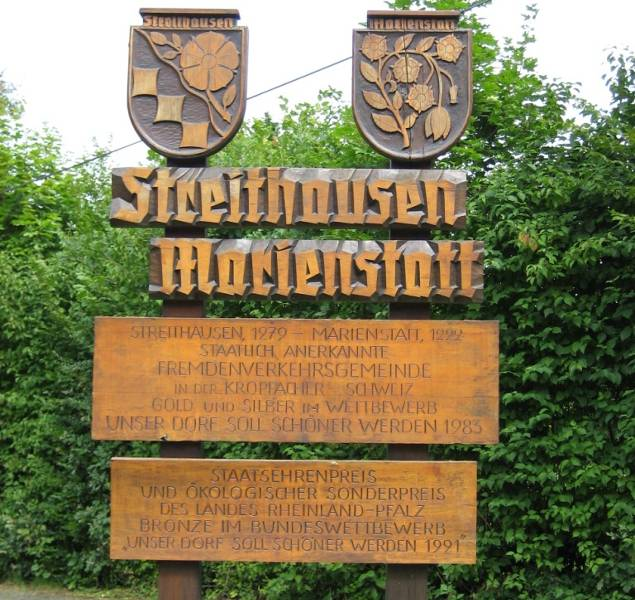 Streithausen
Marienstatt
Streithausen
Marienstatt
STREITHAUSEN, 1279 – MARIENSTATT, 1222
STAATLICH ANERKANNTE
FREMDENVERKEHRSGEMEINDE
IN DER KROPPACHER SCHWEIZ
GOLD UND SILBER IM WETTBEWERB
UNSER DORF SOLL SCHÖNER WERDEN 1983
STAATSEHRENPREIS
UND ÖKOLOGISCHER SONDERPREIS
DES LANDES RHEINLAND-PFALZ
BRONZE IM BUNDESWETTBEWERB
„UNSER DORF SOLL SCHÖNER WERDEN 1991"